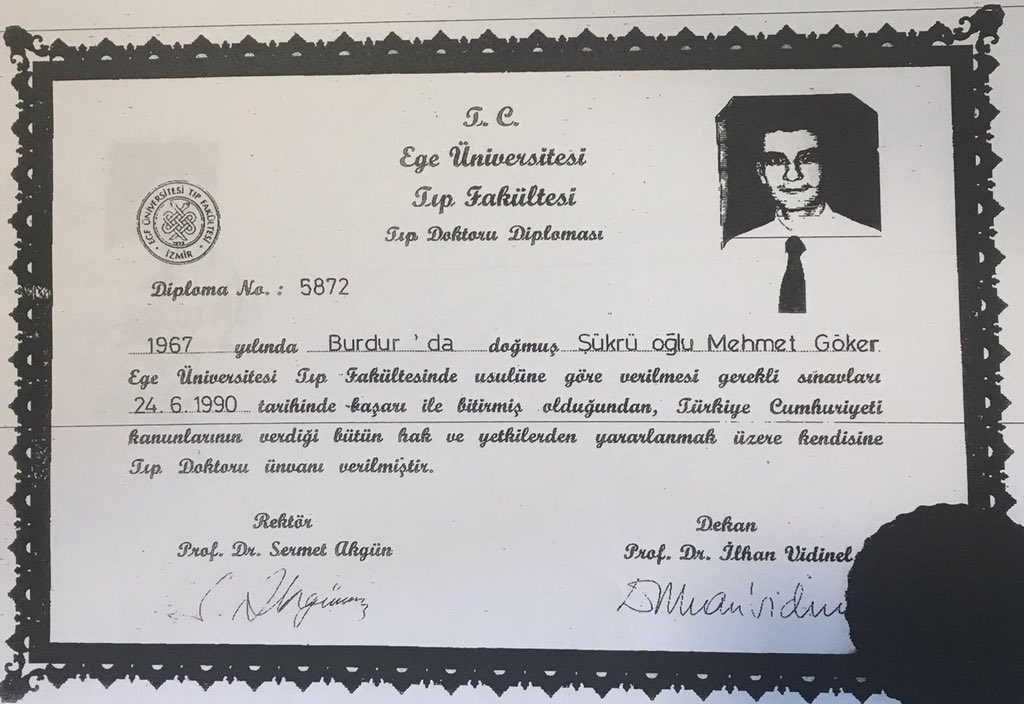 T. C.
Ege Üniversitesi
Tıp Fakültesi
Tıp Doktoru Diploması
EGE ÜNİVERSİTESİ TIP FAKÜLTESİ
İZMİR
Diploma No.: 5872
1967 yılında Burdur 'da doğmuş Şükrü oğlu Mehmet Göker
Ege Üniversitesi Tıp Fakültesinde usulüne göre verilmesi gerekli sınavları
24.6.1990 tarihinde başarı ile bitirmiş olduğundan, Türkiye Cumhuriyeti
kanunlarının verdiği bütün hak ve yetkilerden yararlanmak üzere kendisine
Tıp Doktoru ünvanı verilmiştir.
Rektör
Prof. Dr. Sermet Akgün
Dekan
Prof. Dr. İlhan Vidinel